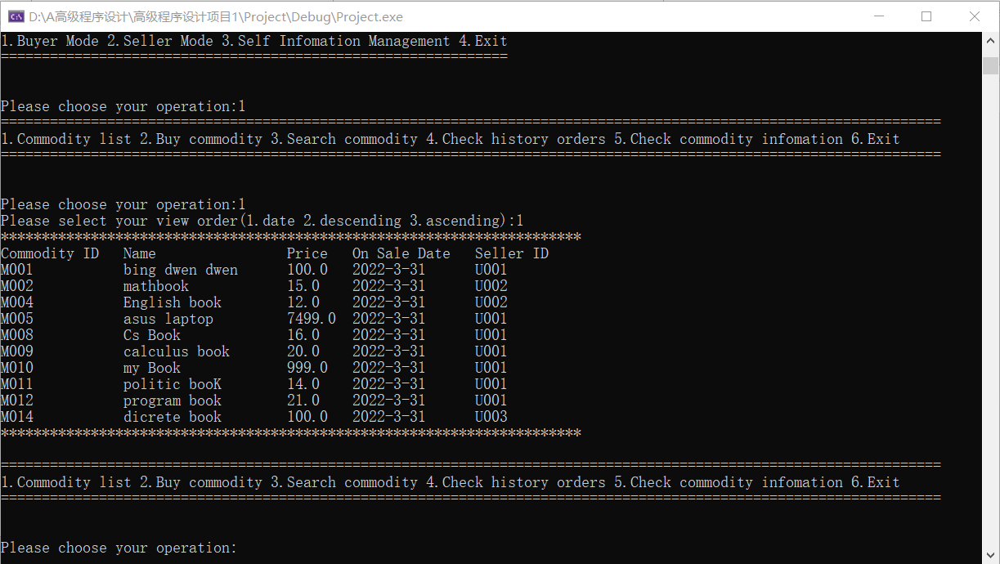 D:\A高级程序设计\高级程序设计项目1\Project\Debug\Project.exe
1.Buyer Mode 2.Seller Mode 3.Self Infomation Management 4.Exit
==============================================================
Please choose your operation:1
===================================================================================================================
1.Commodity list 2.Buy commodity 3.Search commodity 4.Check history orders 5.Check commodity infomation 6.Exit
===================================================================================================================
Please choose your operation:1
Please select your view order(1.date 2.descending 3.ascending):1
***********************************************************************
Commodity ID   Name                Price   On Sale Date   Seller ID
M001           bing dwen dwen      100.0   2022-3-31      U001
M002           mathbook            15.0    2022-3-31      U002
M004           English book        12.0    2022-3-31      U002
M005           asus laptop         7499.0  2022-3-31      U001
M008           Cs Book             16.0    2022-3-31      U001
M009           calculus book       20.0    2022-3-31      U001
M010           my Book             999.0   2022-3-31      U001
M011           politic booK        14.0    2022-3-31      U001
M012           program book        21.0    2022-3-31      U001
M014           dicrete book        100.0   2022-3-31      U003
***********************************************************************
===================================================================================================================
1.Commodity list 2.Buy commodity 3.Search commodity 4.Check history orders 5.Check commodity infomation 6.Exit
===================================================================================================================
Please choose your operation: